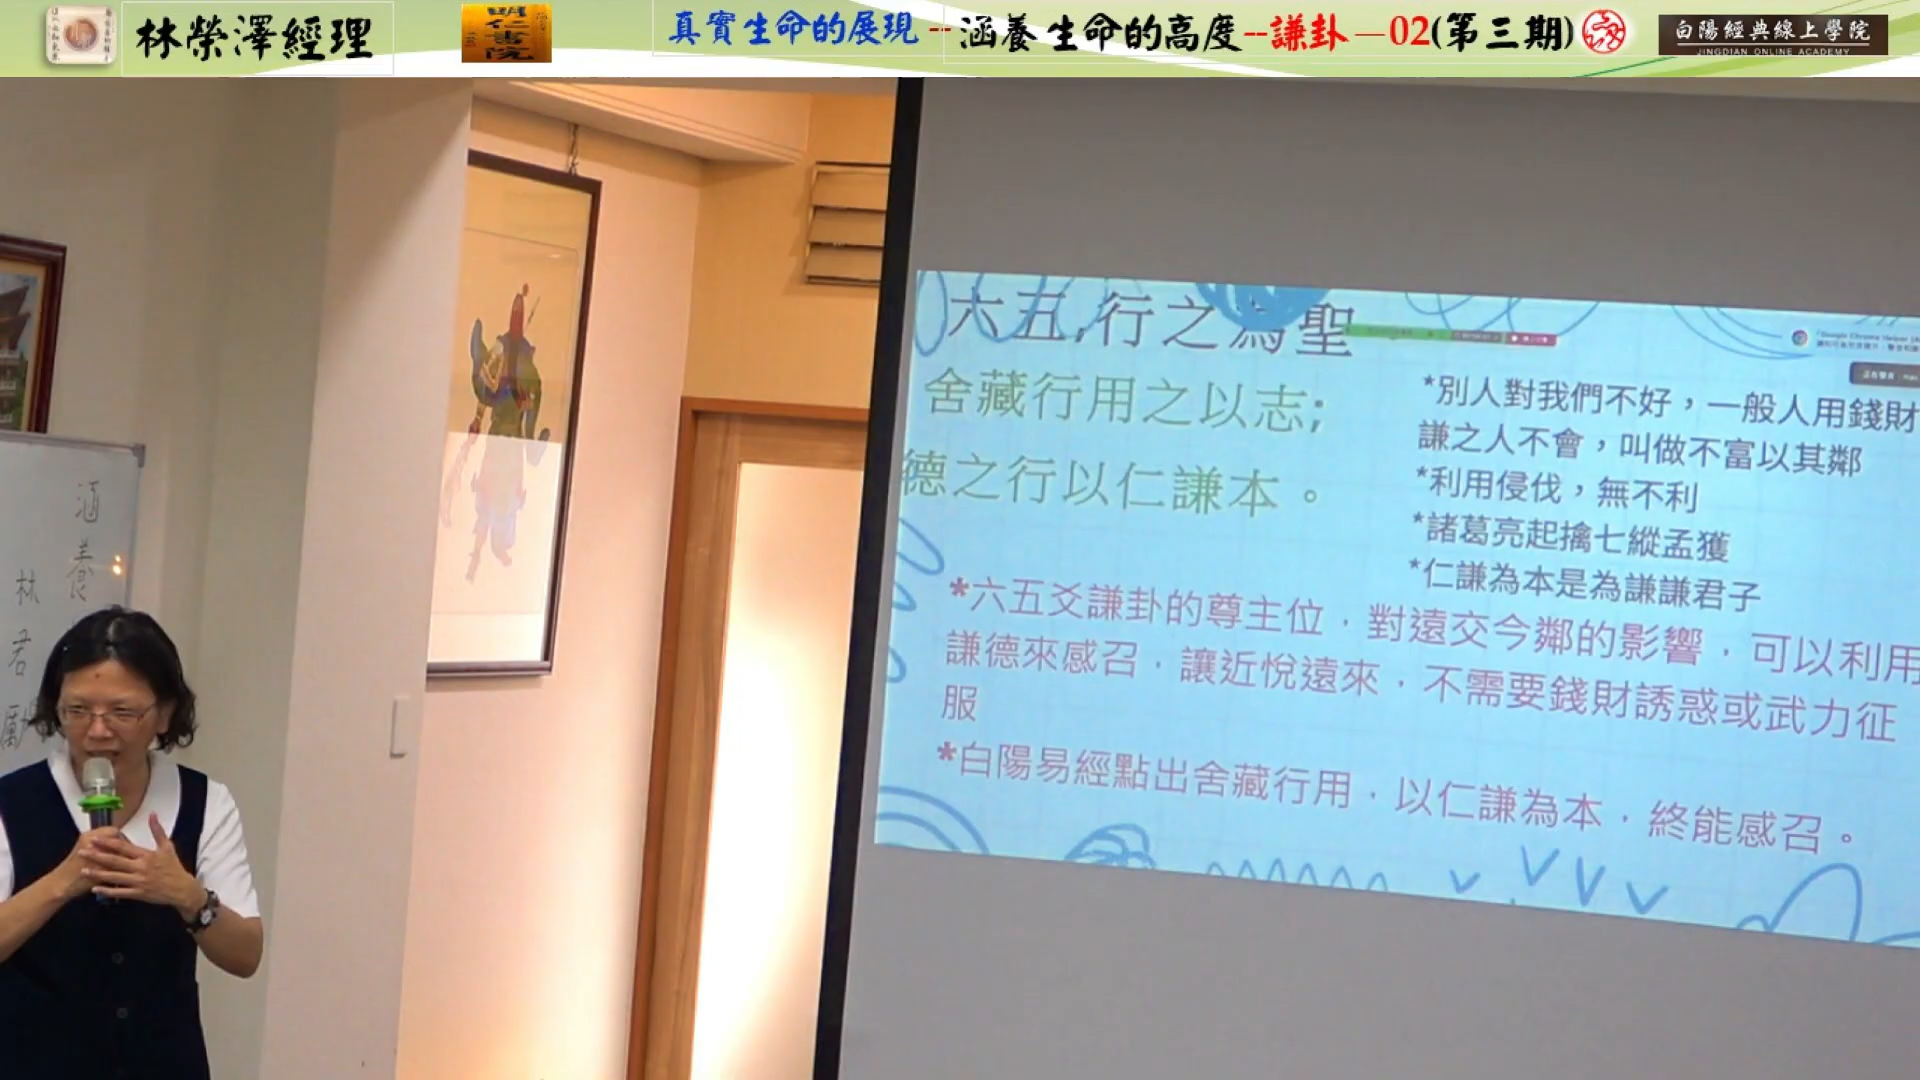 林榮澤經理
真實生命的展現--涵養生命的高度--謙卦—02(第三期)
白陽經典線上學院
JINGDIAN ONLINE ACADEMY
六五,行之為聖
舍藏行用之以志;
德之行以仁謙本。
*別人對我們不好，一般人用錢財
謙之人不會，叫做不富以其鄰
*利用侵伐，無不利
*諸葛亮起擒七縱孟獲
*仁謙為本是為謙謙君子
*六五爻謙卦的尊主位，對遠交今鄰的影響，可以利用
謙德來感召，讓近悅遠來，不需要錢財誘惑或武力征
服
*白陽易經點出舍藏行用，以仁謙為本，終能感召。
涵養
林君